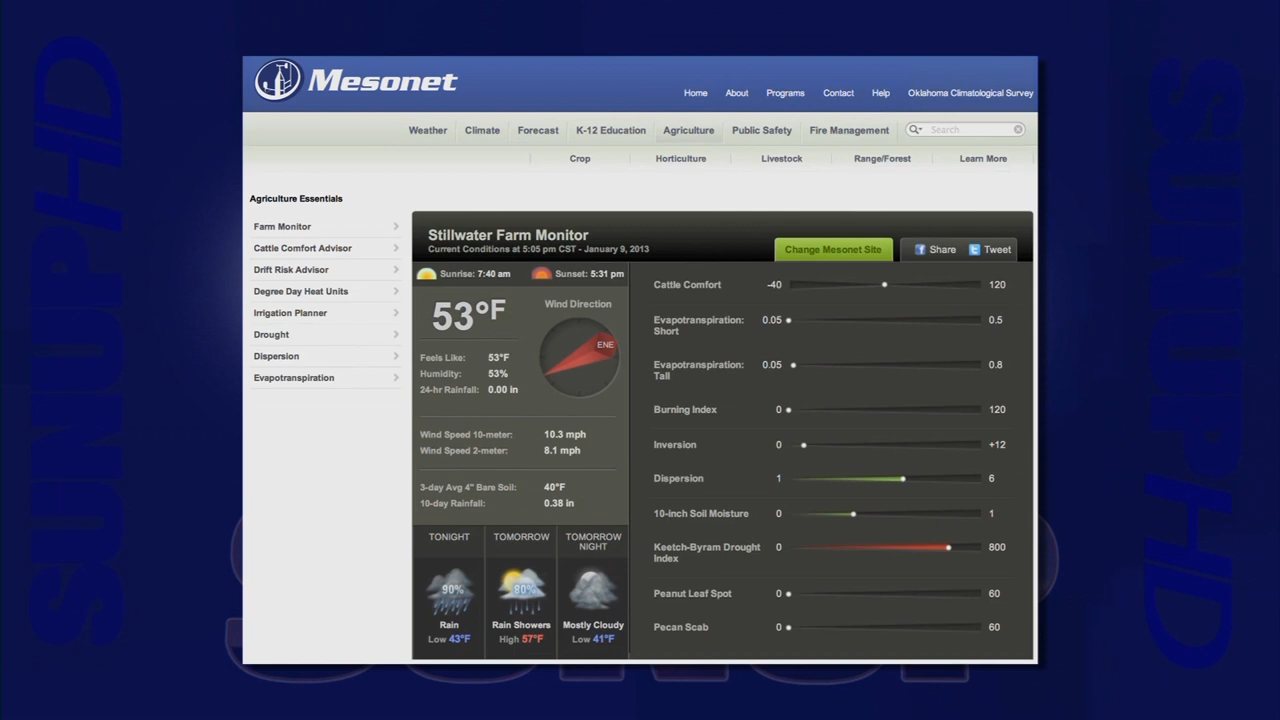 SUNUPHD
SUNUPHD
Mesonet
Home About Programs Contact Help Oklahoma Climatological Survey
Weather Climate Forecast K-12 Education Agriculture Public Safety Fire Management Search
Crop Horticulture Livestock Range/Forest Learn More
Agriculture Essentials
Farm Monitor
Cattle Comfort Advisor
Drift Risk Advisor
Degree Day Heat Units
Irrigation Planner
Drought
Dispersion
Evapotranspiration
Stillwater Farm Monitor
Current Conditions at 5:05 pm CST - January 9, 2013
Change Mesonet Site
Share Tweet
Sunrise: 7:40 am Sunset: 5:31 pm
53°F
Wind Direction
ENE
Feels Like: 53°F
Humidity: 53%
24-hr Rainfall: 0.00 in
Wind Speed 10-meter: 10.3 mph
Wind Speed 2-meter: 8.1 mph
3-day Avg 4" Bare Soil: 40°F
10-day Rainfall: 0.38 in
TONIGHT
90%
Rain
Low 43°F
TOMORROW
80%
Rain Showers
High 57°F
TOMORROW
NIGHT
Mostly Cloudy
Low 41°F
Cattle Comfort -40 120
Evapotranspiration: 0.05 0.5
Short
Evapotranspiration: 0.05 0.8
Tall
Burning Index 0 120
Inversion 0 +12
Dispersion 1 6
10-inch Soil Moisture 0 1
Keetch-Byram Drought 0 800
Index
Peanut Leaf Spot 0 60
Pecan Scab 0 60